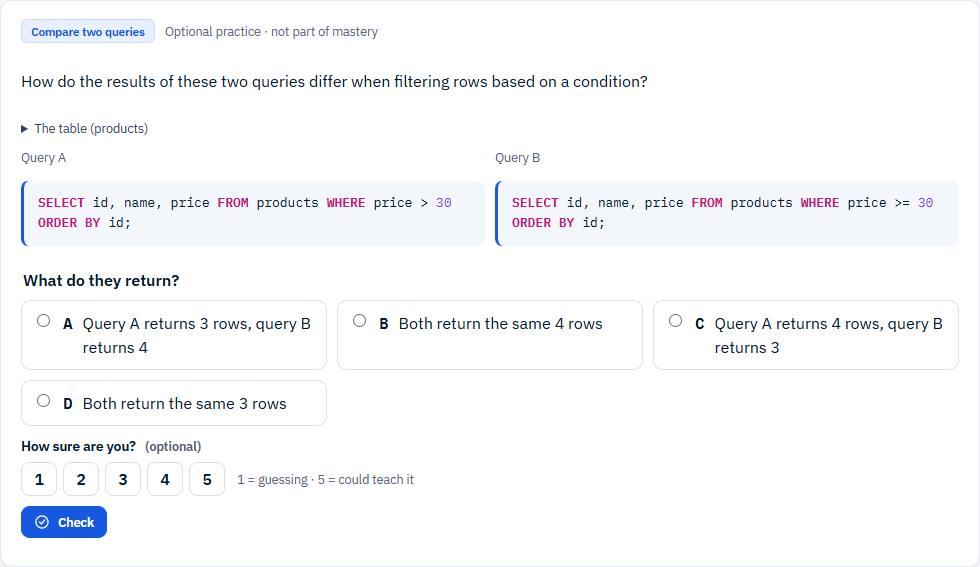 Compare two queries Optional practice · not part of mastery
How do the results of these two queries differ when filtering rows based on a condition?
▶ The table (products)
Query A
SELECT id, name, price FROM products WHERE price > 30
ORDER BY id;
Query B
SELECT id, name, price FROM products WHERE price >= 30
ORDER BY id;
What do they return?
A Query A returns 3 rows, query B
returns 4
B Both return the same 4 rows
C Query A returns 4 rows, query B
returns 3
D Both return the same 3 rows
How sure are you? (optional)
1 2 3 4 5 1 = guessing · 5 = could teach it
Check